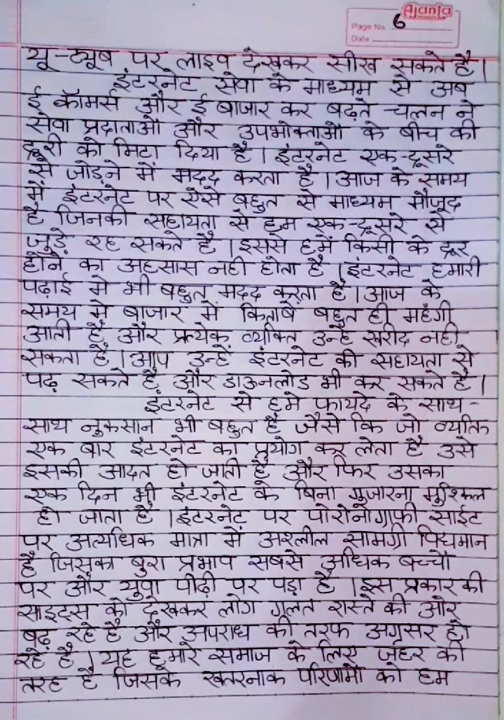 Ajanta
Page No. 6
Date
यू-ट्यूब पर लाइव देखकर सीख सकते है।
इंटरनेट सेवा के माध्यम से अब
ई कॉमर्स और ई बाजार कर बढ़ते चलन ने
सेवा प्रदाताओं और उपभोक्ताओं के बीच की
दूरी को मिटा दिया है। इंटरनेट एक-दूसरे
से जोडने में मदद करता है। आज के समय
में इंटरनेट पर ऐसे बहुत से माध्यम मौजूद
है जिनकी सहायता से हम एक-दूसरे से
जुड़े रह सकते है। इससे हमें किसी के दूर
होने का अहसास नही होता है। इंटरनेट हमारी
पढ़ाई मे भी बहुत मदद करता है। आज के
समय मे बाजार में किताबें बहुत ही महंगी
आती है और प्रत्येक व्यक्ति उन्हे खरीद नही
सकता है। आप उन्हें इंटरनेट की सहायता से
पढ़ सकते है और डाउनलोड भी कर सकते है।
इंटरनेट से हमे फायदे के साथ-
साथ नुकसान भी बहुत है जैसे कि जो व्यक्ति
एक बार इंटरनेट का प्रयोग कर लेता है उसे
इसकी आदत हो जाती है और फिर उसका
एक दिन भी इंटरनेट के बिना गुजारना मुश्किल
हो जाता है। इंटरनेट पर पोरोनोग्राफी साईट
पर अत्यधिक मात्रा में अश्लील सामग्री विद्यमान
है जिसका बुरा प्रभाव सबसे अधिक बच्चो
पर और युवा पीढ़ी पर पड़ा है। इस प्रकार की
साइट्स को देखकर लोग गलत रास्ते की ओर
बढ़ रहे है और अपराध की तरफ अग्रसर हो
रहे है। यह हमारे समाज के लिए जहर की
तरह है जिसके खतरनाक परिणामो को हम